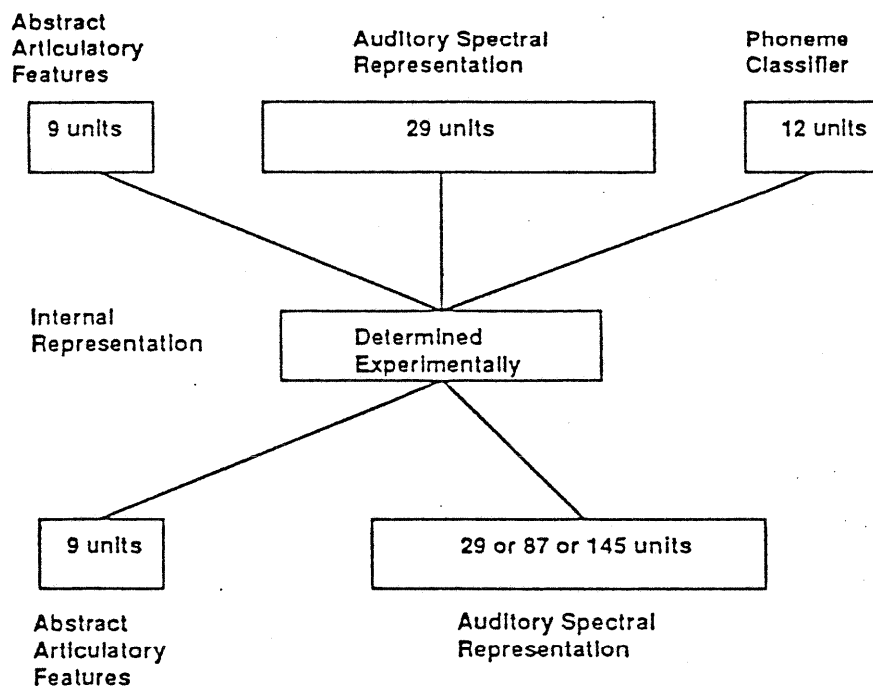 Abstract
Articulatory
Features
Auditory Spectral
Representation
Phoneme
Classifier
9 units
29 units
12 units
Internal
Representation
Determined
Experimentally
9 units
29 or 87 or 145 units
Abstract
Articulatory
Features
Auditory Spectral
Representation